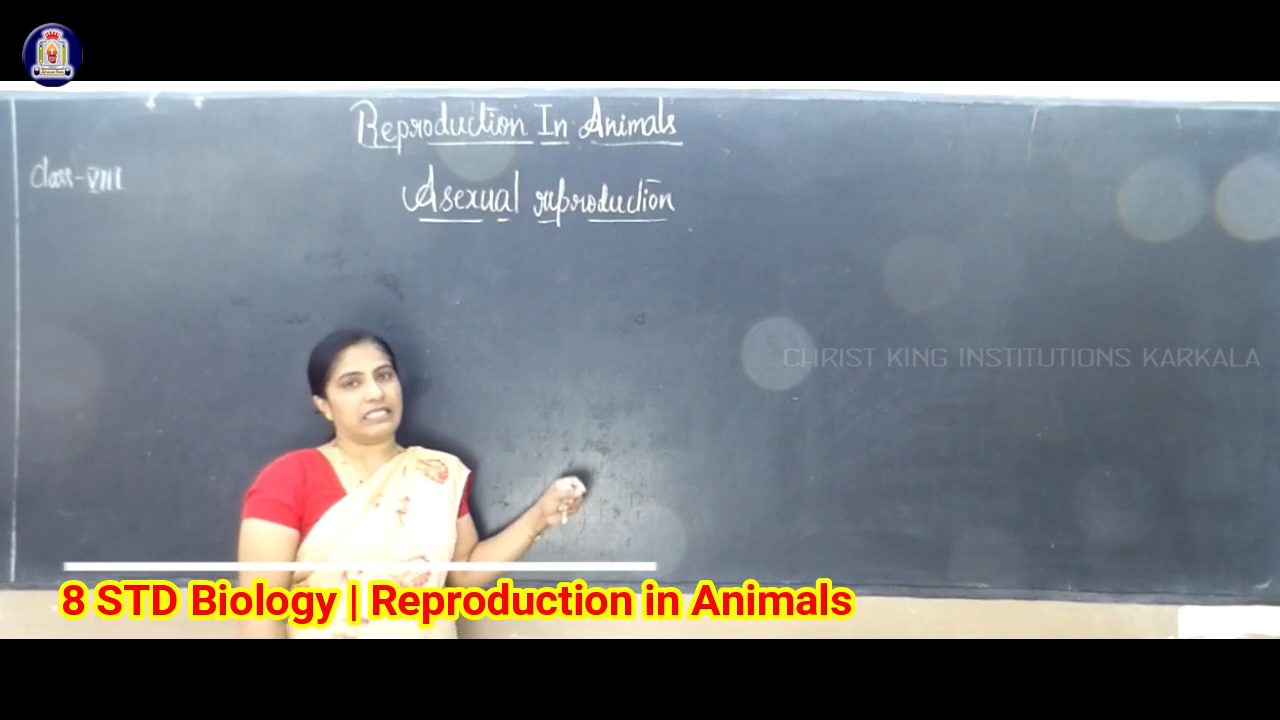 Reproduction In Animals
Class-VIII
Asexual reproduction
CHRIST KING INSTITUTIONS KARKALA
8 STD Biology | Reproduction in Animals